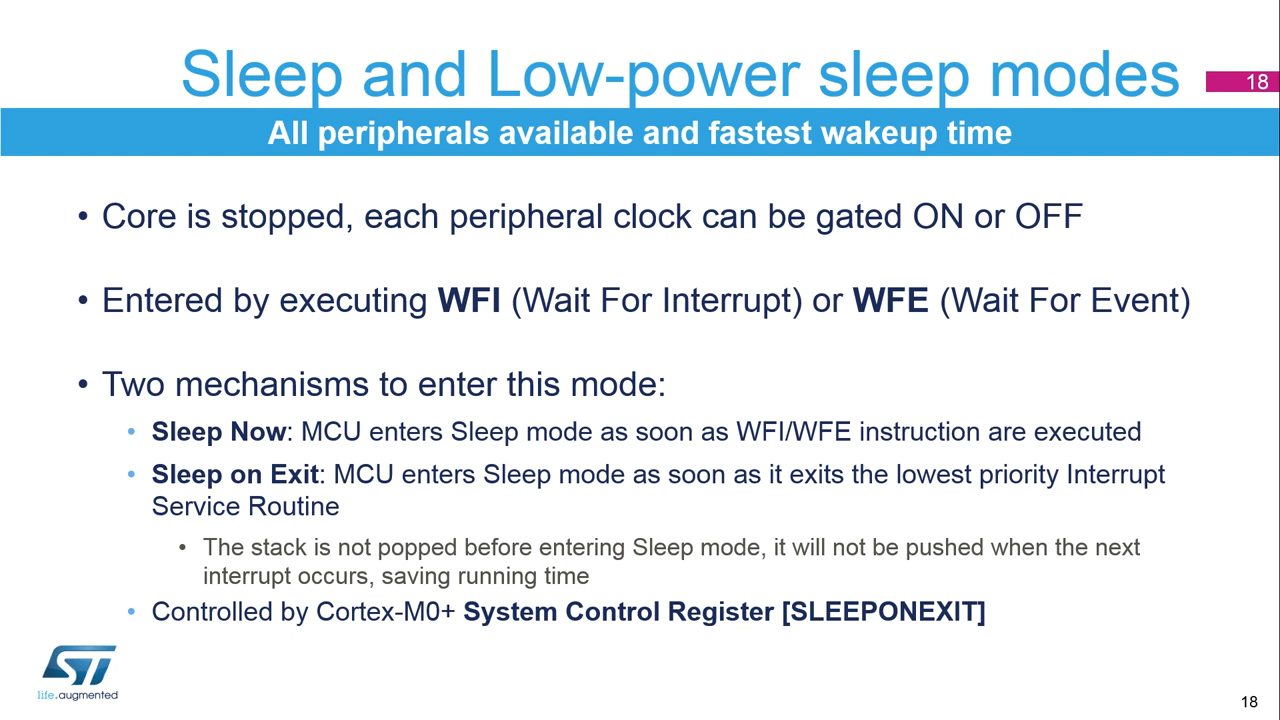 Sleep and Low-power sleep modes
18
All peripherals available and fastest wakeup time
• Core is stopped, each peripheral clock can be gated ON or OFF
• Entered by executing WFI (Wait For Interrupt) or WFE (Wait For Event)
• Two mechanisms to enter this mode:
• Sleep Now: MCU enters Sleep mode as soon as WFI/WFE instruction are executed
• Sleep on Exit: MCU enters Sleep mode as soon as it exits the lowest priority Interrupt
Service Routine
• The stack is not popped before entering Sleep mode, it will not be pushed when the next
interrupt occurs, saving running time
• Controlled by Cortex-M0+ System Control Register [SLEEPONEXIT]
ST
life.augmented
18